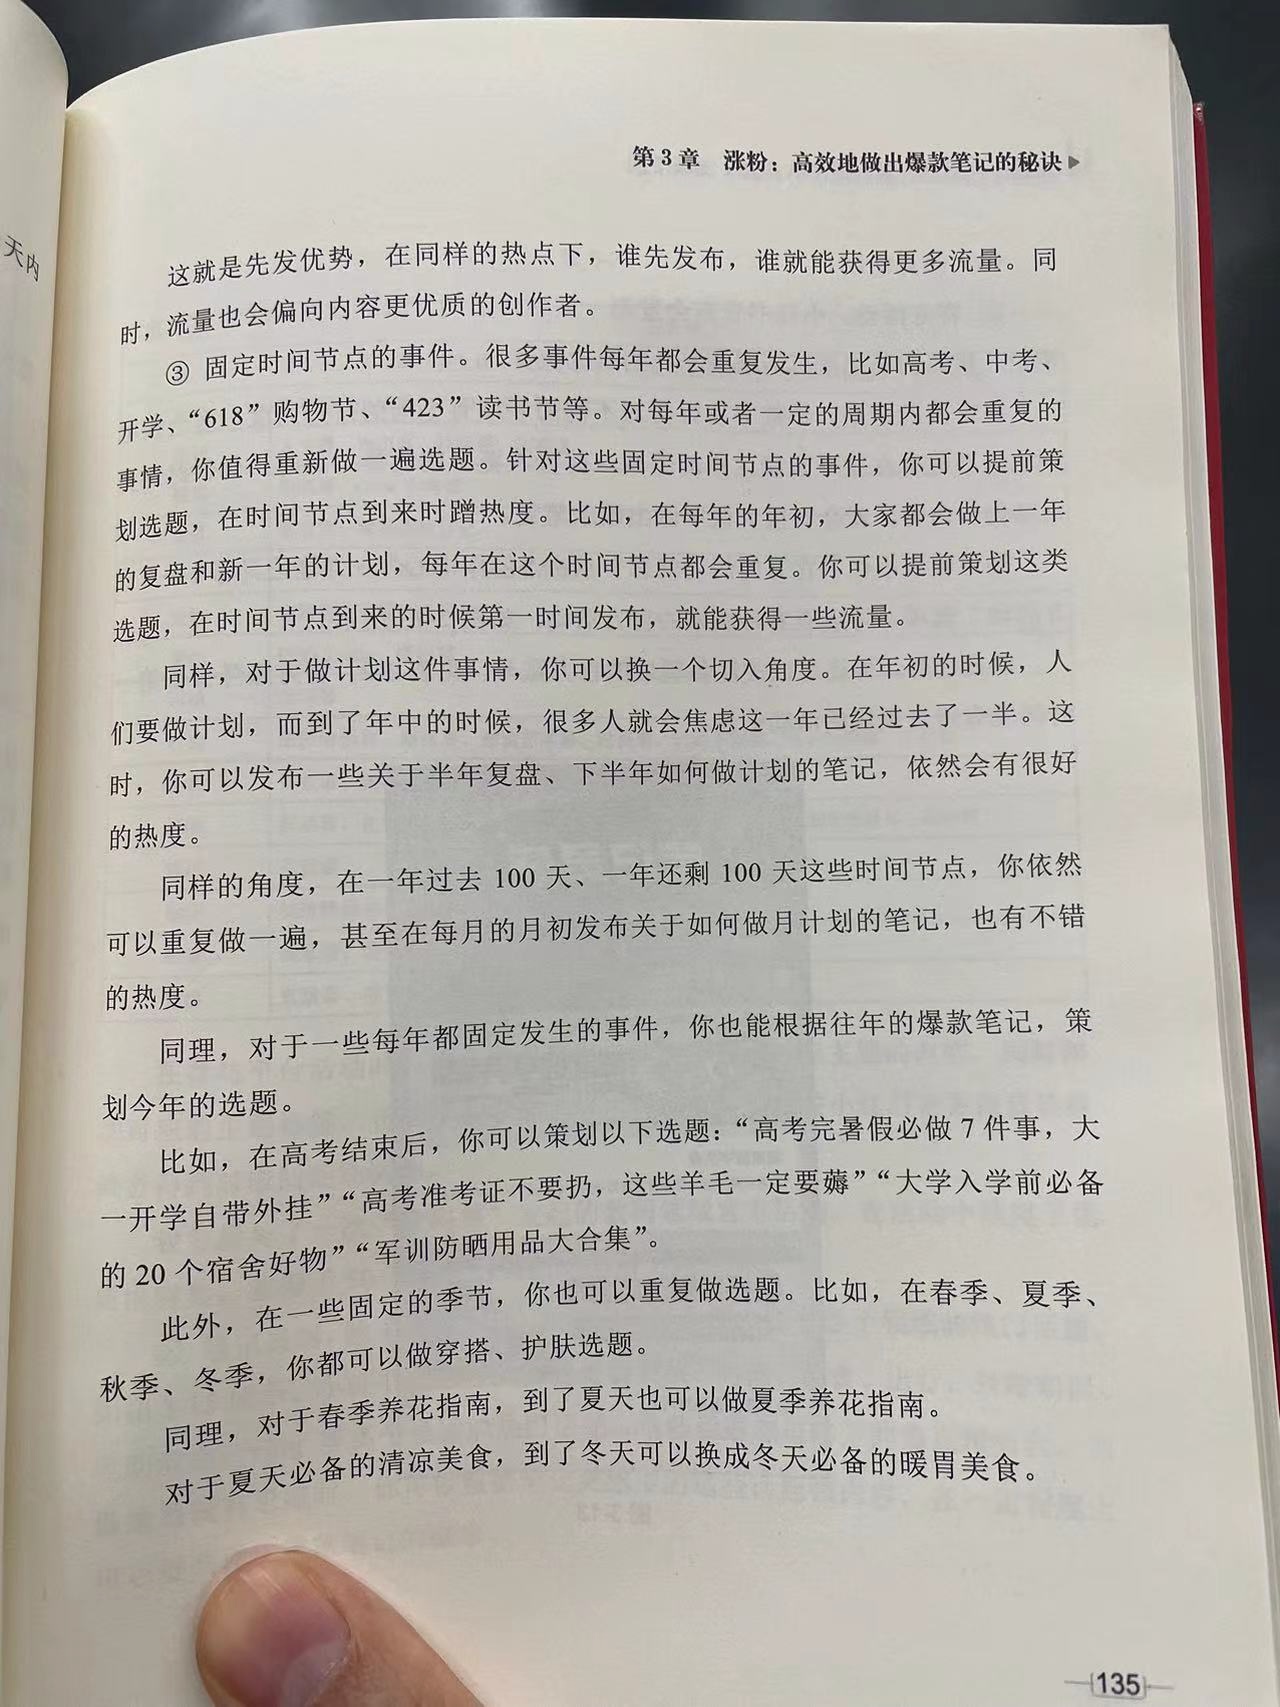 天内
第3章 涨粉：高效地做出爆款笔记的秘诀▶
这就是先发优势，在同样的热点下，谁先发布，谁就能获得更多流量。同
时，流量也会偏向内容更优质的创作者。
③ 固定时间节点的事件。很多事件每年都会重复发生，比如高考、中考、
开学、“618”购物节、“423”读书节等。对每年或者一定的周期内都会重复的
事情，你值得重新做一遍选题。针对这些固定时间节点的事件，你可以提前策
划选题，在时间节点到来时蹭热度。比如，在每年的年初，大家都会做上一年
的复盘和新一年的计划，每年在这个时间节点都会重复。你可以提前策划这类
选题，在时间节点到来的时候第一时间发布，就能获得一些流量。
同样，对于做计划这件事情，你可以换一个切入角度。在年初的时候，人
们要做计划，而到了年中的时候，很多人就会焦虑这一年已经过去了一半。这
时，你可以发布一些关于半年复盘、下半年如何做计划的笔记，依然会有很好
的热度。
同样的角度，在一年过去 100 天、一年还剩 100 天这些时间节点，你依然
可以重复做一遍，甚至在每月的月初发布关于如何做月计划的笔记，也有不错
的热度。
同理，对于一些每年都固定发生的事件，你也能根据往年的爆款笔记，策
划今年的选题。
比如，在高考结束后，你可以策划以下选题：“高考完暑假必做 7 件事，大
一开学自带外挂”“高考准考证不要扔，这些羊毛一定要薅”“大学入学前必备
的 20 个宿舍好物”“军训防晒用品大合集”。
此外，在一些固定的季节，你也可以重复做选题。比如，在春季、夏季、
秋季、冬季，你都可以做穿搭、护肤选题。
同理，对于春季养花指南，到了夏天也可以做夏季养花指南。
对于夏天必备的清凉美食，到了冬天可以换成冬天必备的暖胃美食。
135